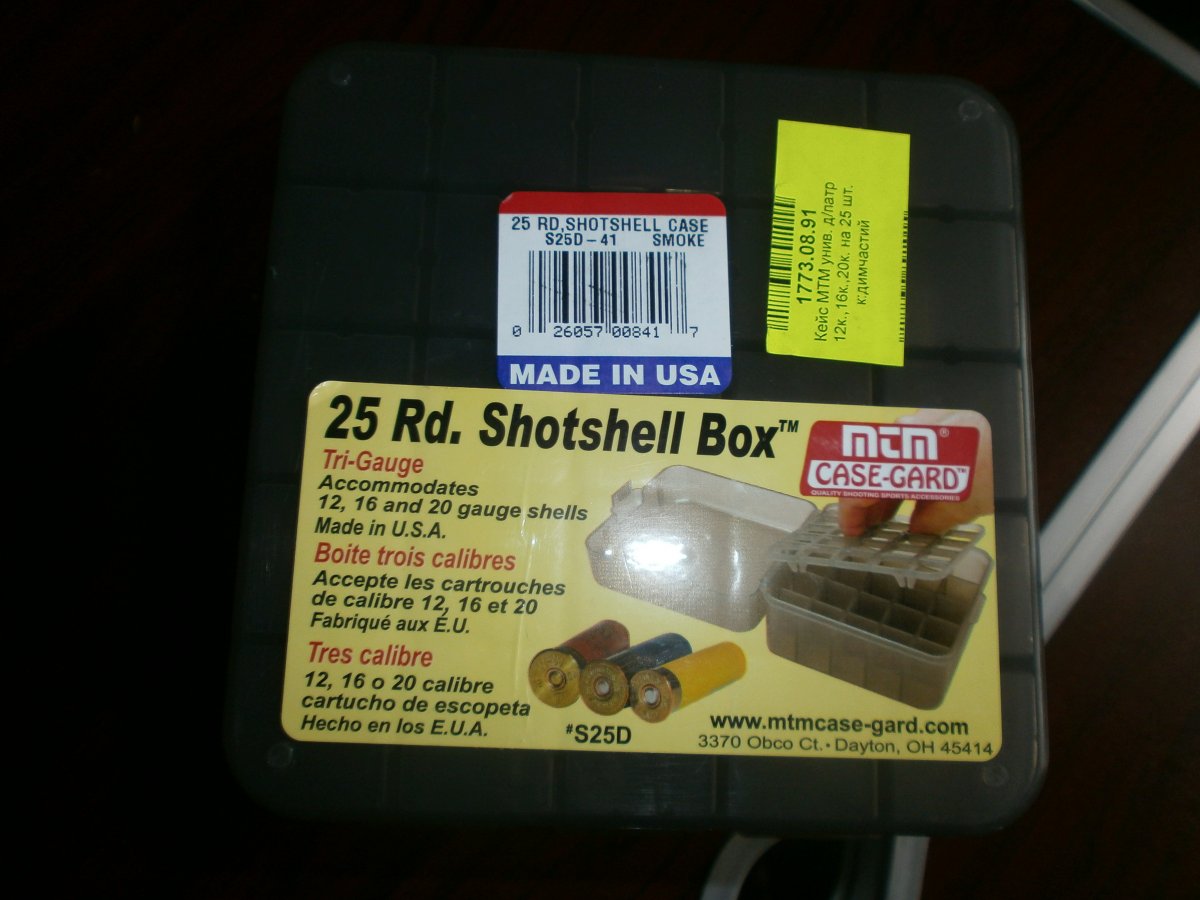 25 RD,SHOTSHELL CASE
S25D-41 SMOKE
0 26057 00841 7
MADE IN USA
1773.08.91
Кейс МТМ унив. д/патр
12к.,16к.,20к. на 25 шт.
к:димчастий
25 Rd. Shotshell Box™
mtm®
CASE-GARD™
QUALITY SHOOTING SPORTS ACCESSORIES
Tri-Gauge
Accommodates
12, 16 and 20 gauge shells
Made in U.S.A.
Boite trois calibres
Accepte les cartrouches
de calibre 12, 16 et 20
Fabriqué aux É.U.
Tres calibre
12, 16 o 20 calibre
cartucho de escopeta
Hecho en los E.U.A.
#S25D
www.mtmcase-gard.com
3370 Obco Ct.• Dayton, OH 45414